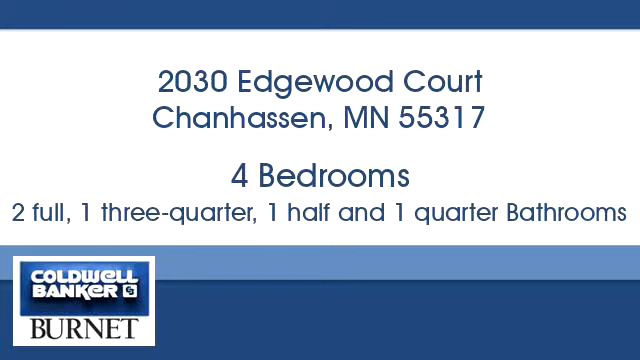 2030 Edgewood Court
Chanhassen, MN 55317
4 Bedrooms
2 full, 1 three-quarter, 1 half and 1 quarter Bathrooms
COLDWELL
BANKER CB
BURNET